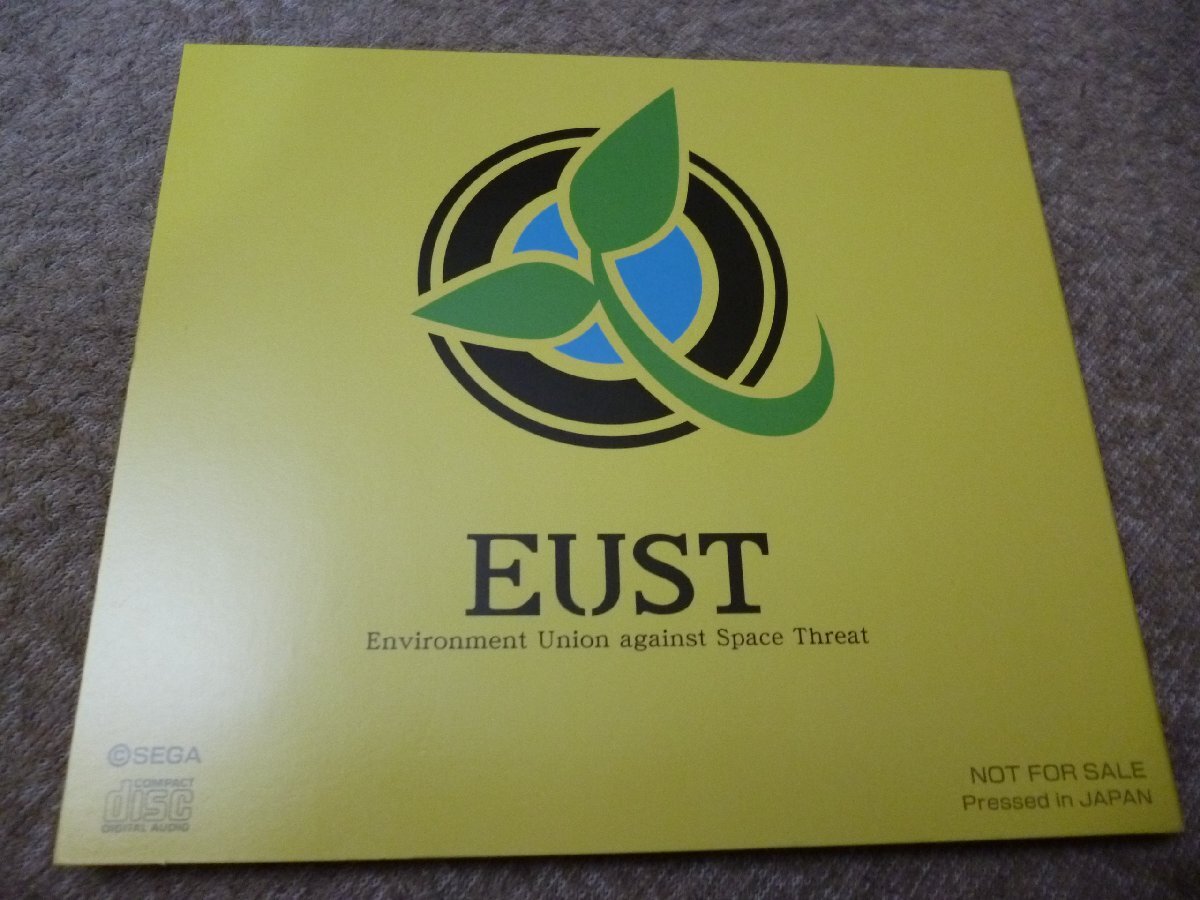 EUST
Environment Union against Space Threat
©SEGA
COMPACT
disc
DIGITAL AUDIO
NOT FOR SALE
Pressed in JAPAN